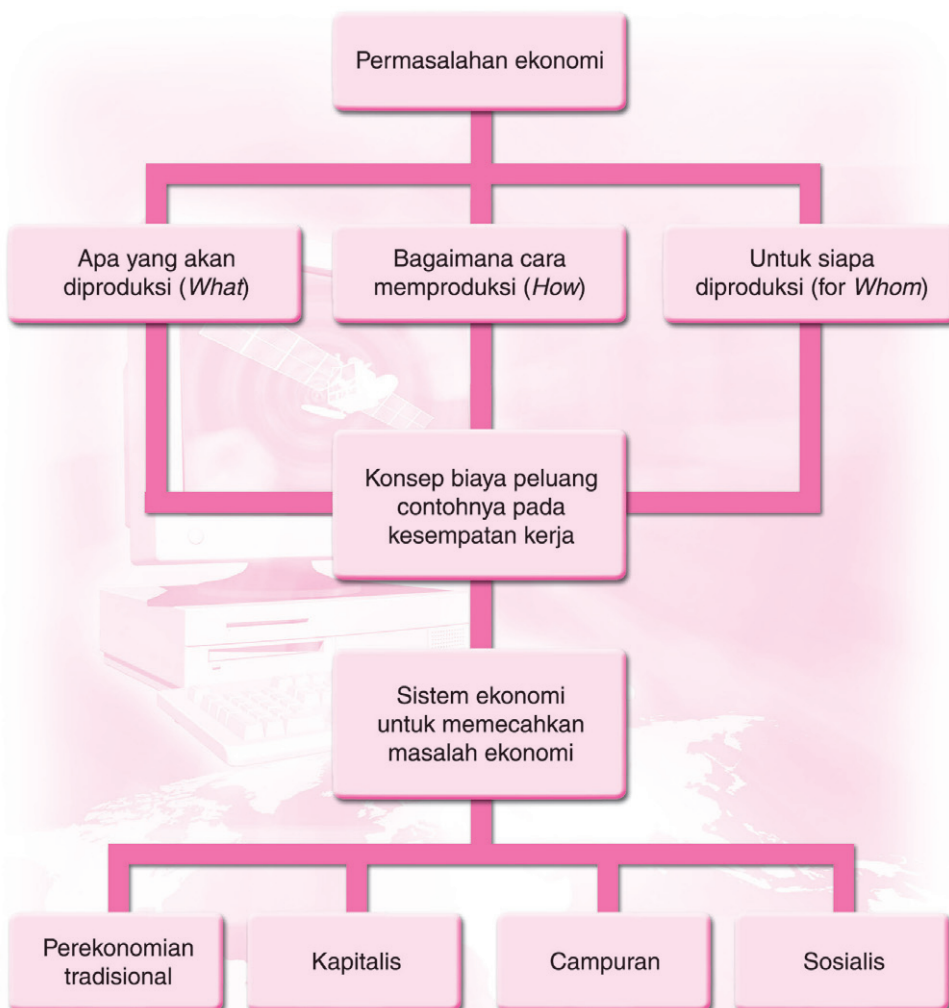 Permasalahan ekonomi
Apa yang akan
diproduksi (What)
Bagaimana cara
memproduksi (How)
Untuk siapa
diproduksi (for Whom)
Konsep biaya peluang
contohnya pada
kesempatan kerja
Sistem ekonomi
untuk memecahkan
masalah ekonomi
Perekonomian
tradisional
Kapitalis
Campuran
Sosialis